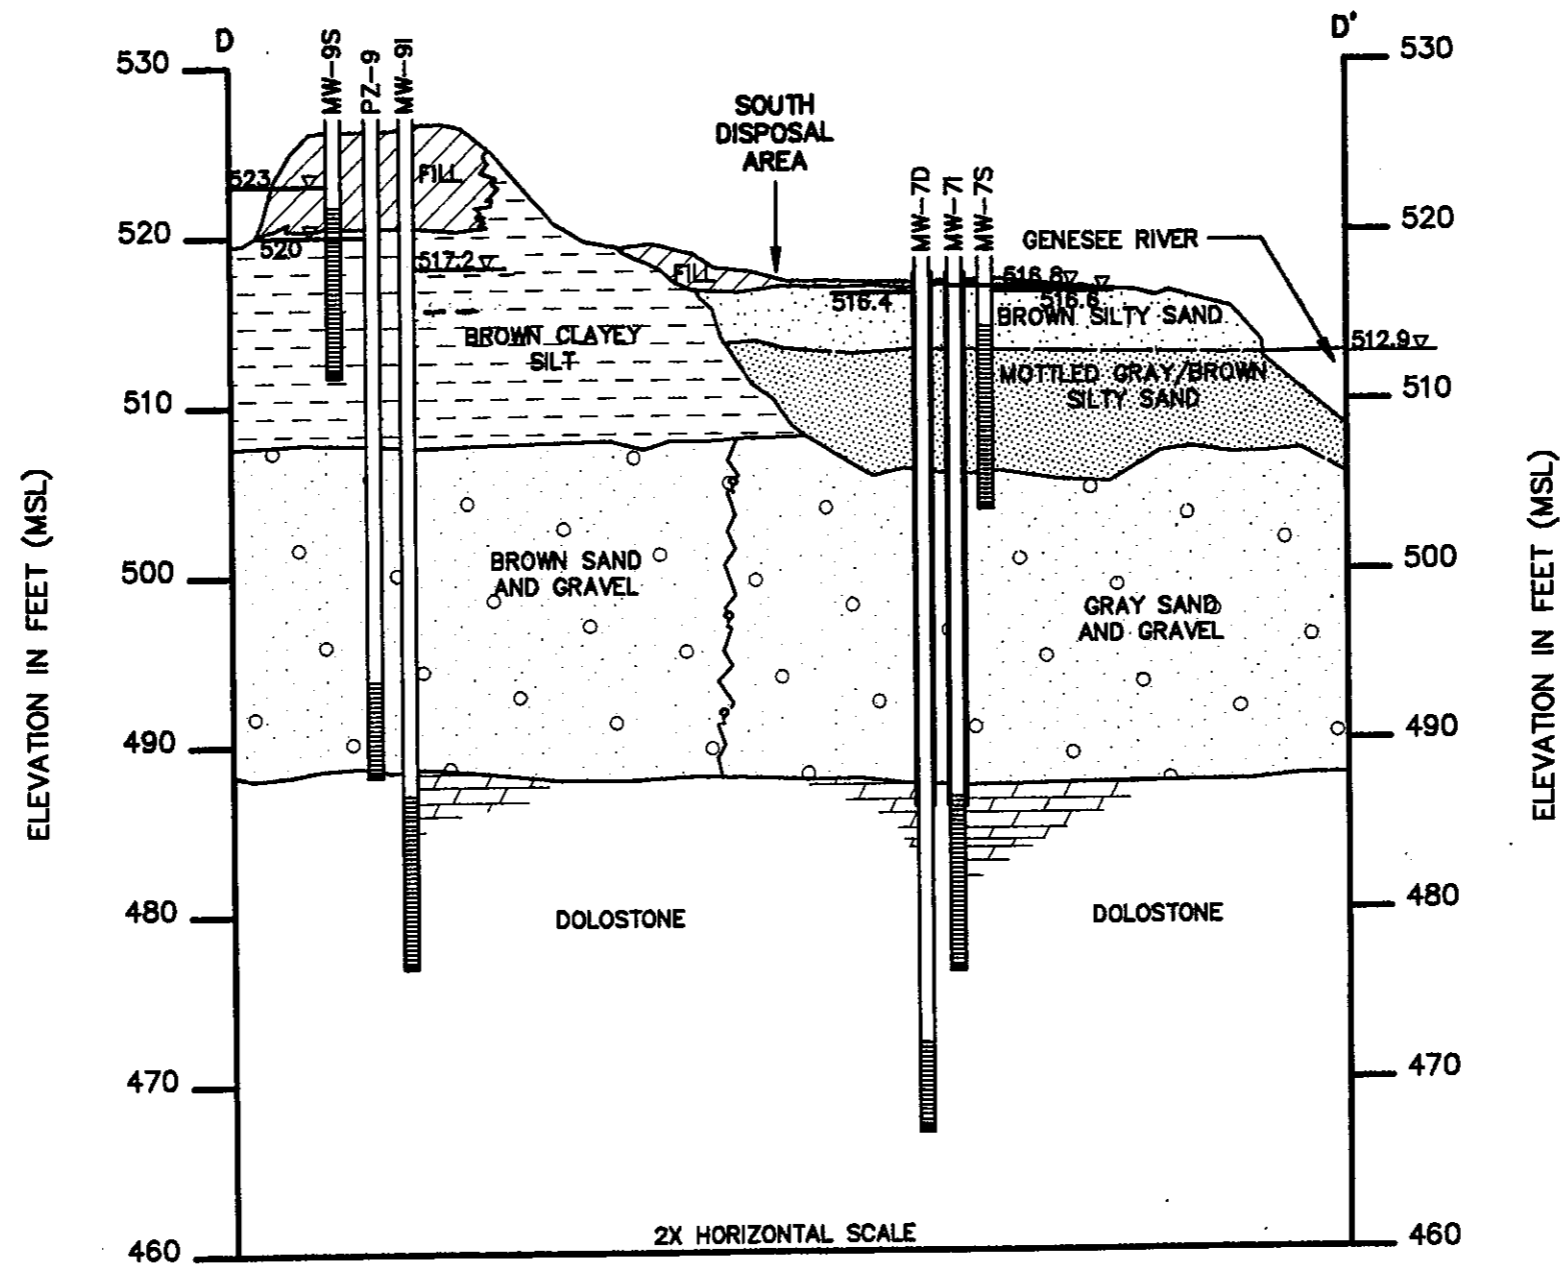 D
D'
530
530
MW-9S
PZ-9
MW-9I
SOUTH
DISPOSAL
AREA
MW-7D
MW-7I
MW-7S
FILL
523
520
520
520
517.2
GENESEE RIVER
FILL
516.8
516.4
516.6
BROWN SILTY SAND
512.9
BROWN CLAYEY
SILT
MOTTLED GRAY/BROWN
SILTY SAND
510
510
ELEVATION IN FEET (MSL)
ELEVATION IN FEET (MSL)
500
500
BROWN SAND
AND GRAVEL
GRAY SAND
AND GRAVEL
490
490
480
480
DOLOSTONE
DOLOSTONE
470
470
2X HORIZONTAL SCALE
460
460